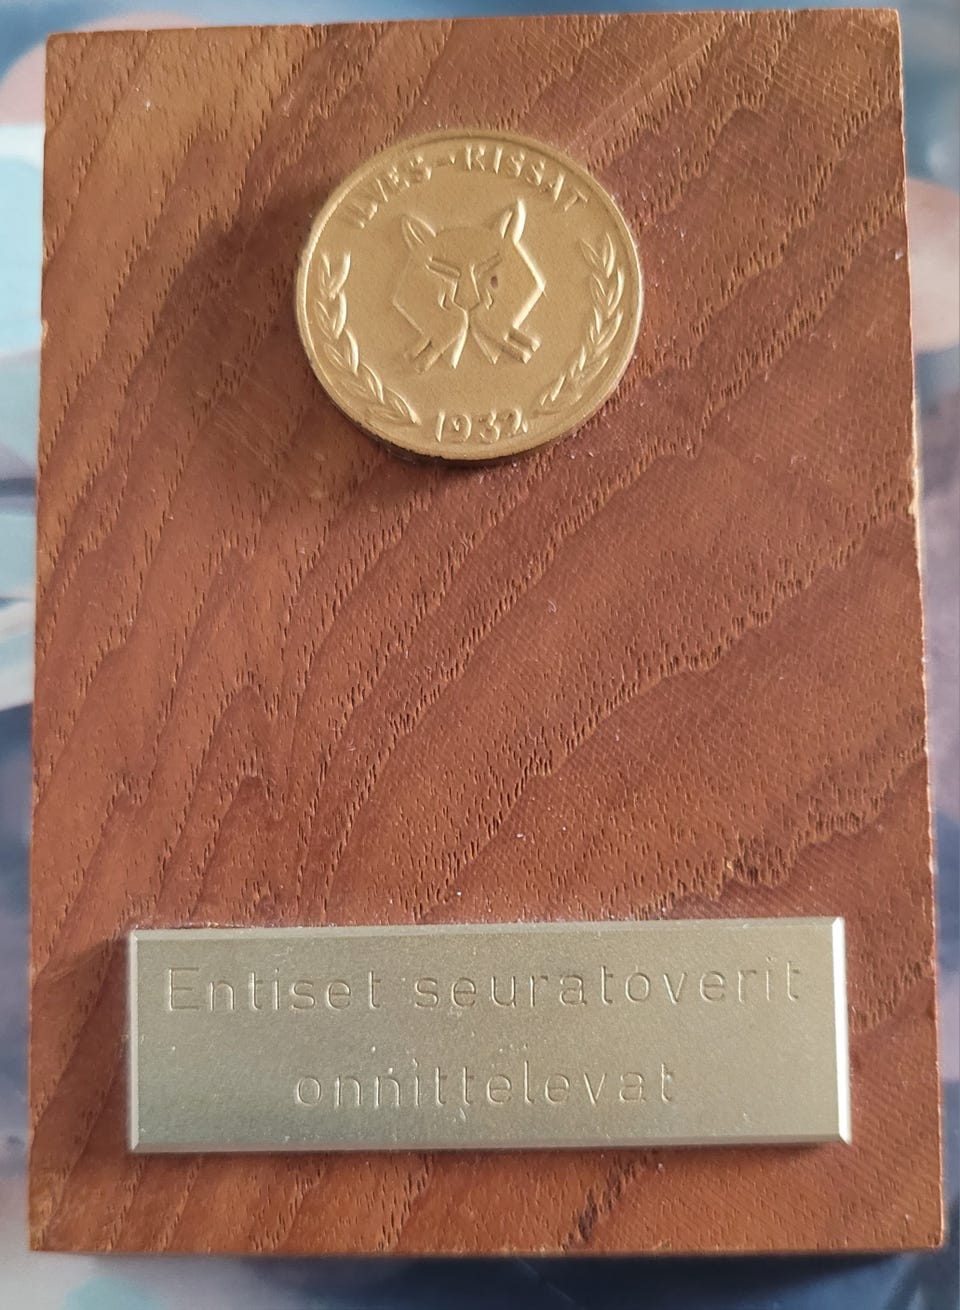 ILVES-KISSAT
1932
Entiset seuratoverit
onnittelevat